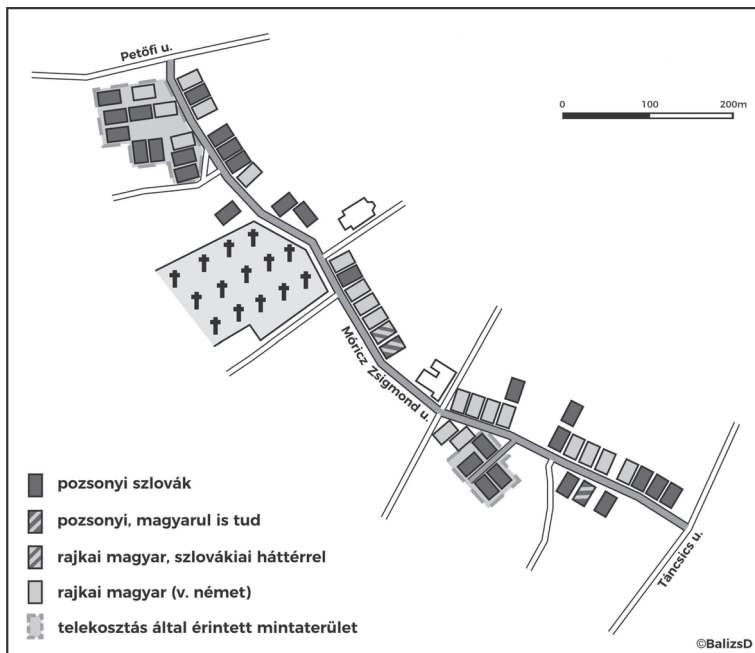 Petőfi u.
0 100 200m
Móricz Zsigmond u.
Táncsics u.
pozsonyi szlovák
pozsonyi, magyarul is tud
rajkai magyar, szlovákiai háttérrel
rajkai magyar (v. német)
telekosztás által érintett mintaterület
©BalizsD